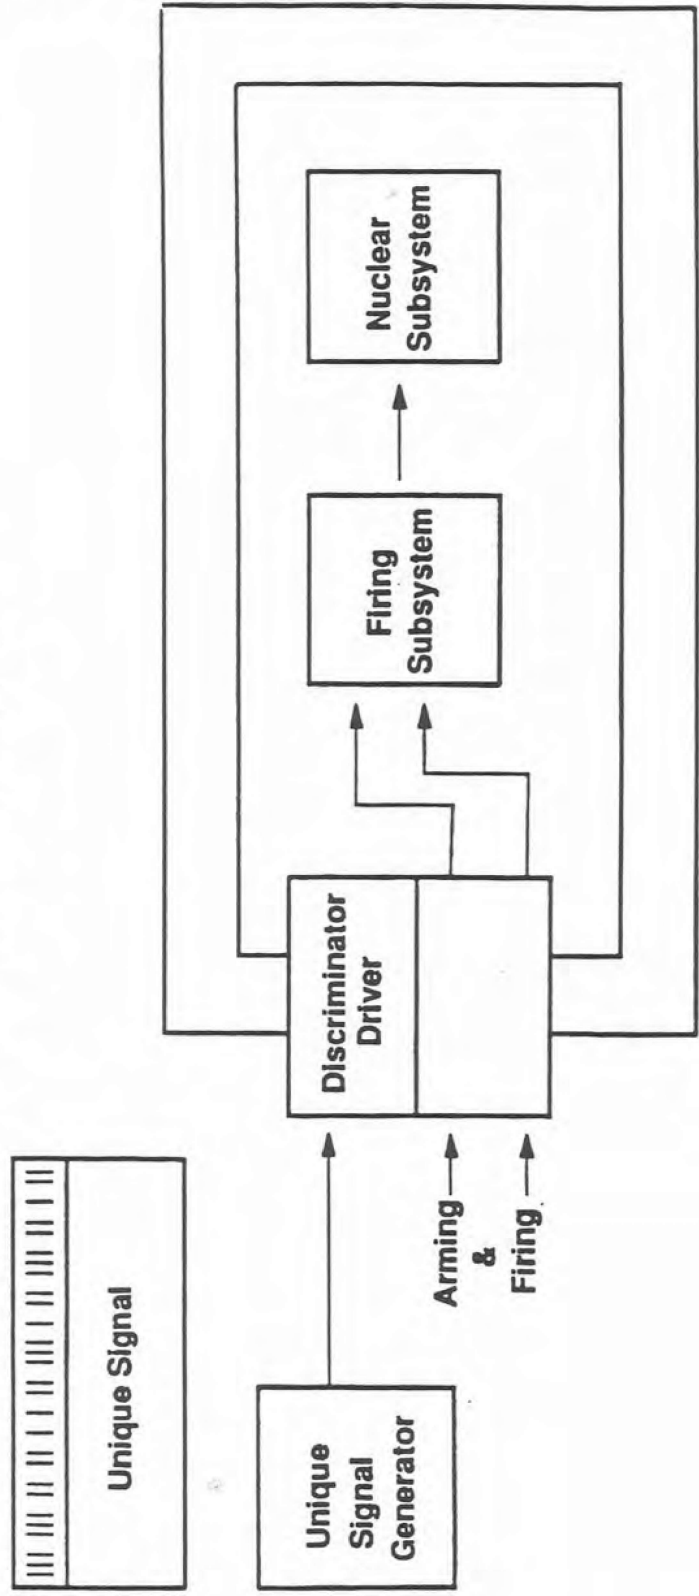 Unique Signal
Unique
Signal
Generator
Arming
&
Firing
Discriminator
Driver
Firing
Subsystem
Nuclear
Subsystem